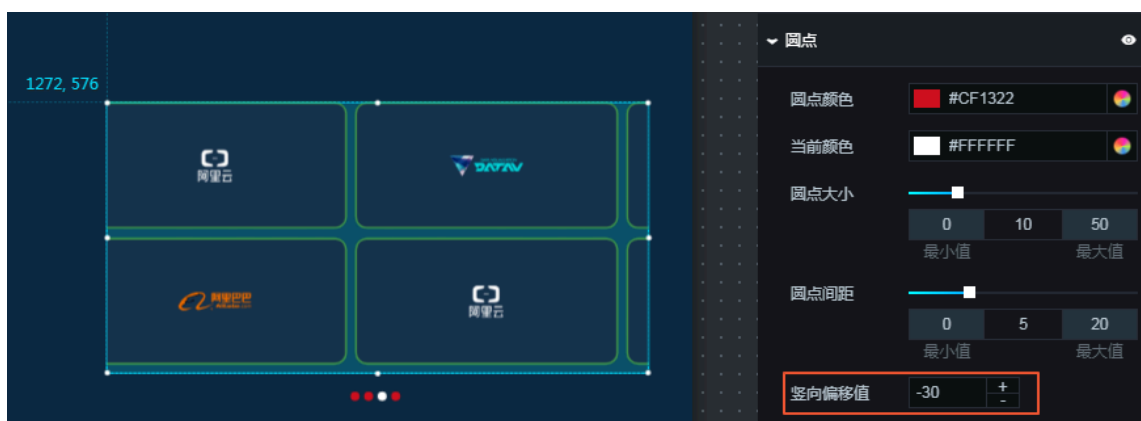 圆点
1272, 576
圆点颜色
#CF1322
当前颜色
#FFFFFF
圆点大小
0 10 50
最小值 最大值
圆点间距
0 5 20
最小值 最大值
竖向偏移值
-30
+
-
阿里云
DATAV
阿里巴巴
阿里云